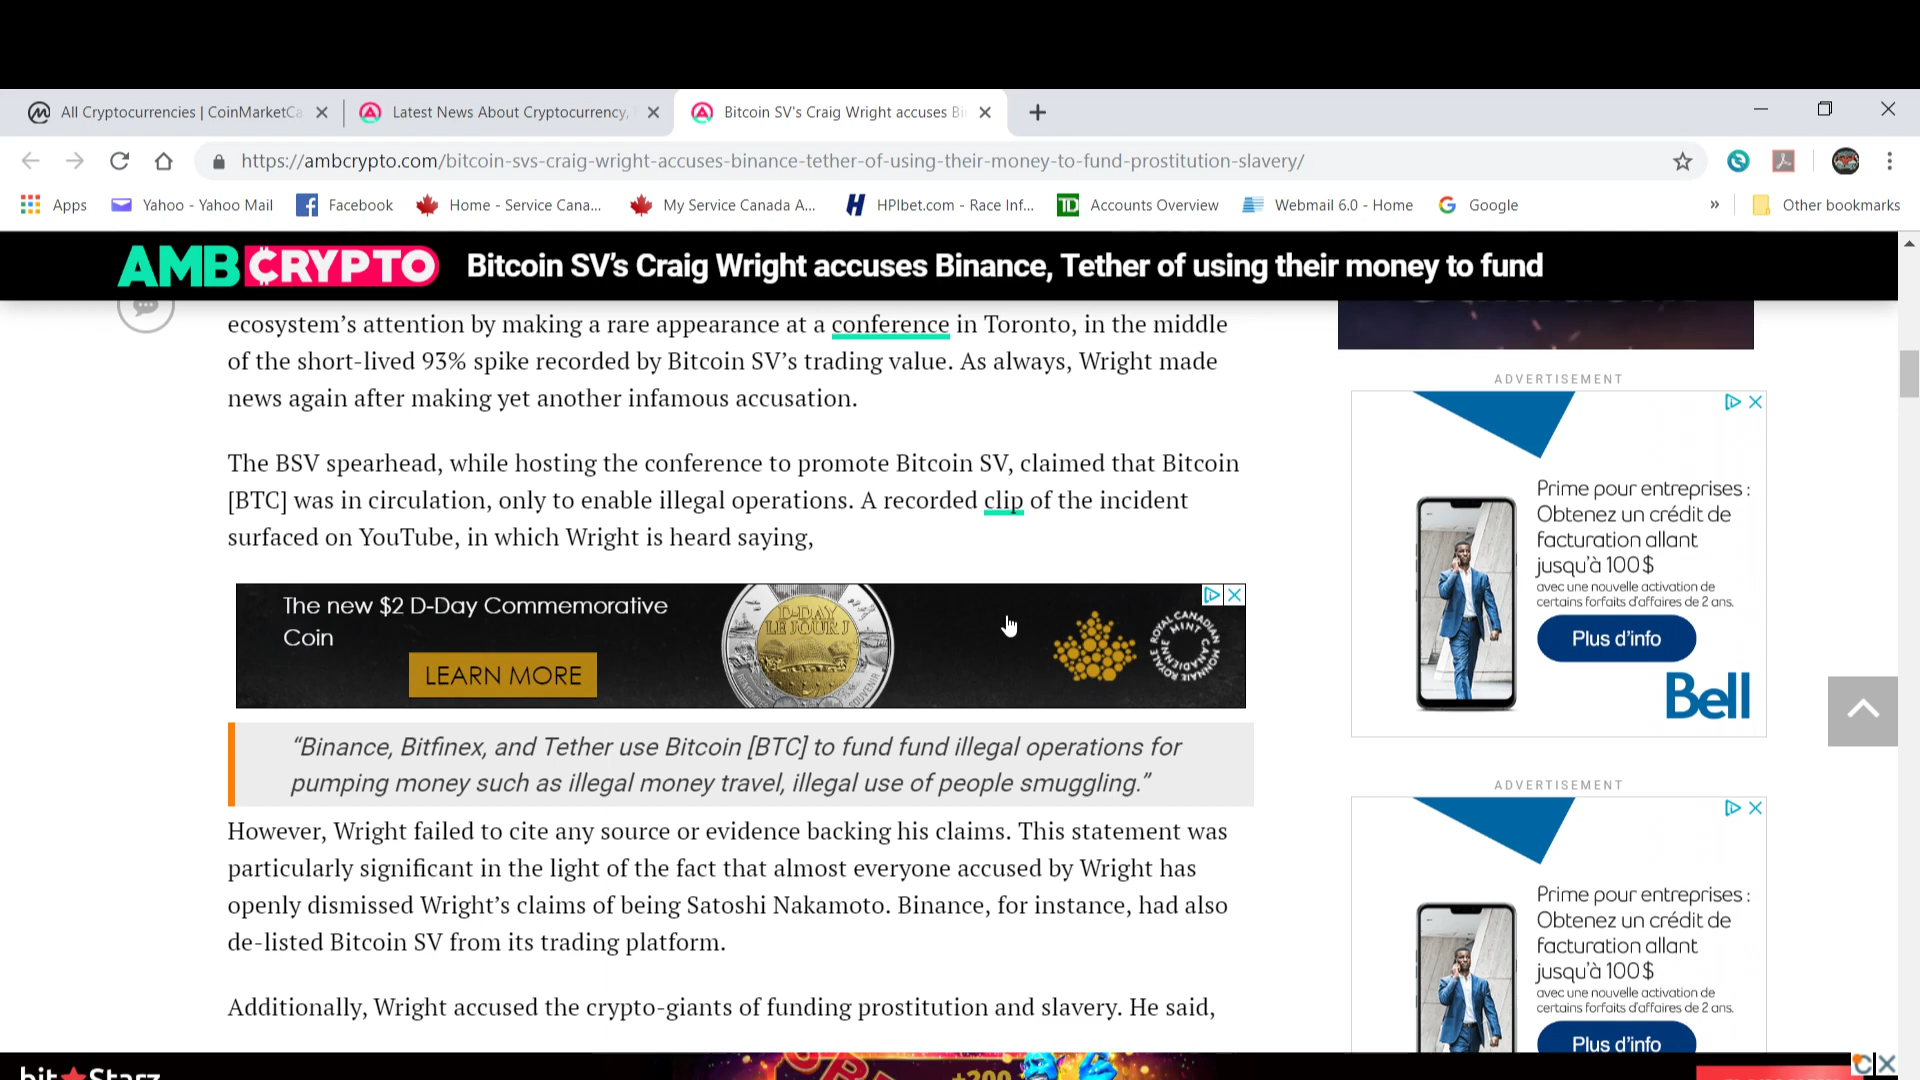 All Cryptocurrencies | CoinMarketCa
Latest News About Cryptocurrency,
Bitcoin SV's Craig Wright accuses Bi
https://ambcrypto.com/bitcoin-svs-craig-wright-accuses-binance-tether-of-using-their-money-to-fund-prostitution-slavery/
Apps
Yahoo - Yahoo Mail
Facebook
Home - Service Cana...
My Service Canada A...
HPIbet.com - Race Inf...
TD
Accounts Overview
Webmail 6.0 - Home
Google
»
Other bookmarks
AMBCRYPTO
Bitcoin SV's Craig Wright accuses Binance, Tether of using their money to fund
ecosystem's attention by making a rare appearance at a conference in Toronto, in the middle
of the short-lived 93% spike recorded by Bitcoin SV's trading value. As always, Wright made
news again after making yet another infamous accusation.
The BSV spearhead, while hosting the conference to promote Bitcoin SV, claimed that Bitcoin
[BTC] was in circulation, only to enable illegal operations. A recorded clip of the incident
surfaced on YouTube, in which Wright is heard saying,
The new $2 D-Day Commemorative
Coin
LEARN MORE
D-DAY
LE JOUR J
ROYAL CANADIAN MINT
MONNAIE ROYALE CANADIENNE
“Binance, Bitfinex, and Tether use Bitcoin [BTC] to fund fund illegal operations for
pumping money such as illegal money travel, illegal use of people smuggling.”
However, Wright failed to cite any source or evidence backing his claims. This statement was
particularly significant in the light of the fact that almost everyone accused by Wright has
openly dismissed Wright's claims of being Satoshi Nakamoto. Binance, for instance, had also
de-listed Bitcoin SV from its trading platform.
Additionally, Wright accused the crypto-giants of funding prostitution and slavery. He said,
ADVERTISEMENT
Prime pour entreprises :
Obtenez un crédit de
facturation allant
jusqu'à 100 $
avec une nouvelle activation de
certains forfaits d'affaires de 2 ans.
Plus d'info
Bell
ADVERTISEMENT
Prime pour entreprises :
Obtenez un crédit de
facturation allant
jusqu'à 100 $
avec une nouvelle activation de
certains forfaits d'affaires de 2 ans.
Plus d'info
bit Starz
+200